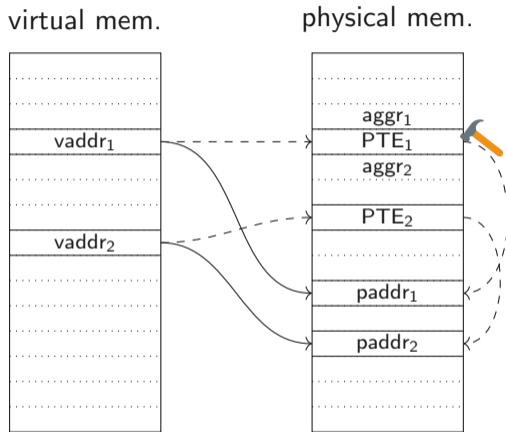 virtual mem.
physical mem.
aggr₁
vaddr₁
PTE₁
aggr₂
PTE₂
vaddr₂
paddr₁
paddr₂